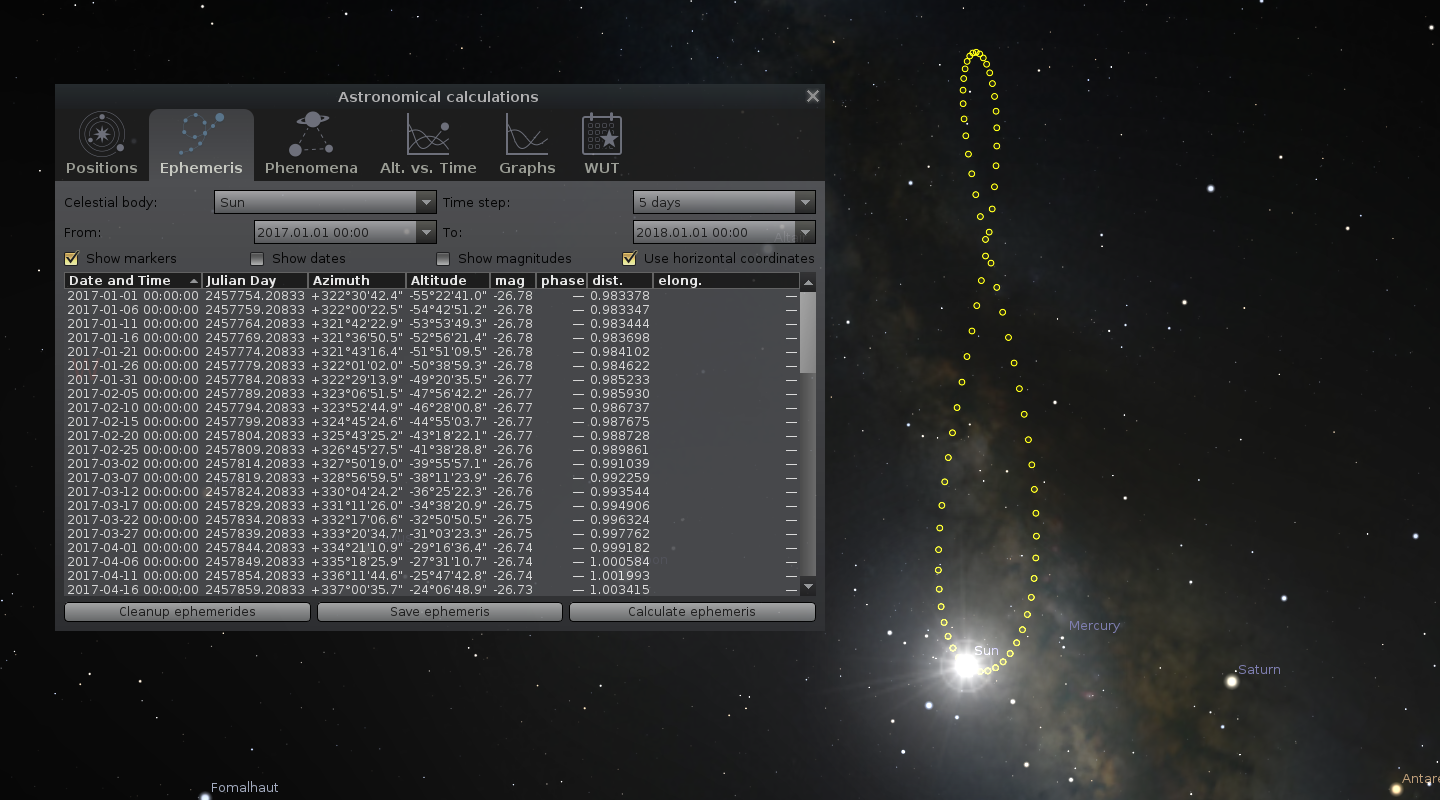 Astronomical calculations
Positions Ephemeris Phenomena Alt. vs. Time Graphs WUT
Celestial body: Sun Time step: 5 days
From: 2017.01.01 00:00 To: 2018.01.01 00:00
Show markers Show dates Show magnitudes Use horizontal coordinates
Date and Time Julian Day Azimuth Altitude mag phase dist. elong.
2017-01-01 00:00:00 2457754.20833 +322°30'42.4" -55°22'41.0" -26.78 — 0.983378 —
2017-01-06 00:00:00 2457759.20833 +322°00'22.5" -54°42'51.2" -26.78 — 0.983347 —
2017-01-11 00:00:00 2457764.20833 +321°42'22.9" -53°53'49.3" -26.78 — 0.983444 —
2017-01-16 00:00:00 2457769.20833 +321°36'50.5" -52°56'21.4" -26.78 — 0.983698 —
2017-01-21 00:00:00 2457774.20833 +321°43'16.4" -51°51'09.5" -26.78 — 0.984102 —
2017-01-26 00:00:00 2457779.20833 +322°01'02.0" -50°38'59.3" -26.78 — 0.984622 —
2017-01-31 00:00:00 2457784.20833 +322°29'13.9" -49°20'35.5" -26.77 — 0.985233 —
2017-02-05 00:00:00 2457789.20833 +323°06'51.5" -47°56'42.2" -26.77 — 0.985930 —
2017-02-10 00:00:00 2457794.20833 +323°52'44.9" -46°28'00.8" -26.77 — 0.986737 —
2017-02-15 00:00:00 2457799.20833 +324°45'24.6" -44°55'03.7" -26.77 — 0.987675 —
2017-02-20 00:00:00 2457804.20833 +325°43'25.2" -43°18'22.1" -26.77 — 0.988728 —
2017-02-25 00:00:00 2457809.20833 +326°45'27.5" -41°38'28.8" -26.76 — 0.989861 —
2017-03-02 00:00:00 2457814.20833 +327°50'19.0" -39°55'57.1" -26.76 — 0.991039 —
2017-03-07 00:00:00 2457819.20833 +328°56'59.5" -38°11'23.9" -26.76 — 0.992259 —
2017-03-12 00:00:00 2457824.20833 +330°04'24.2" -36°25'22.3" -26.76 — 0.993544 —
2017-03-17 00:00:00 2457829.20833 +331°11'26.0" -34°38'20.9" -26.75 — 0.994906 —
2017-03-22 00:00:00 2457834.20833 +332°17'06.6" -32°50'50.5" -26.75 — 0.996324 —
2017-03-27 00:00:00 2457839.20833 +333°20'34.7" -31°03'23.3" -26.75 — 0.997762 —
2017-04-01 00:00:00 2457844.20833 +334°21'10.9" -29°16'36.4" -26.74 — 0.999182 —
2017-04-06 00:00:00 2457849.20833 +335°18'25.9" -27°31'10.7" -26.74 — 1.000584 —
2017-04-11 00:00:00 2457854.20833 +336°11'44.6" -25°47'42.8" -26.74 — 1.001993 —
2017-04-16 00:00:00 2457859.20833 +337°00'35.7" -24°06'48.9" -26.73 — 1.003415 —
Cleanup ephemerides Save ephemeris Calculate ephemeris
Mercury
Sun
Saturn
Fomalhaut
Antare